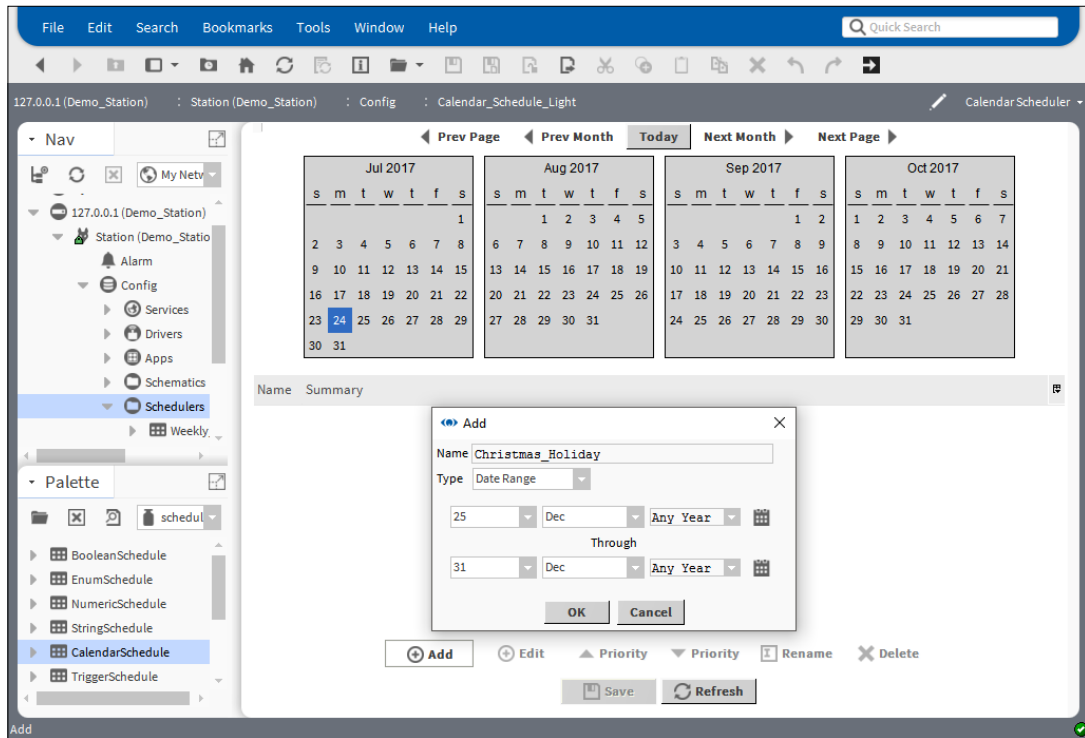 File Edit Search Bookmarks Tools Window Help Quick Search
127.0.0.1 (Demo_Station) : Station (Demo_Station) : Config : Calendar_Schedule_Light Calendar Scheduler
Nav
My Netw
127.0.0.1 (Demo_Station)
Station (Demo_Statio
Alarm
Config
Services
Drivers
Apps
Schematics
Schedulers
Weekly
Palette
schedul
BooleanSchedule
EnumSchedule
NumericSchedule
StringSchedule
CalendarSchedule
TriggerSchedule
Prev Page Prev Month Today Next Month Next Page
Jul 2017
s m t w t f s
1
2 3 4 5 6 7 8
9 10 11 12 13 14 15
16 17 18 19 20 21 22
23 24 25 26 27 28 29
30 31
Aug 2017
s m t w t f s
1 2 3 4 5
6 7 8 9 10 11 12
13 14 15 16 17 18 19
20 21 22 23 24 25 26
27 28 29 30 31
Sep 2017
s m t w t f s
1 2
3 4 5 6 7 8 9
10 11 12 13 14 15 16
17 18 19 20 21 22 23
24 25 26 27 28 29 30
Oct 2017
s m t w t f s
1 2 3 4 5 6 7
8 9 10 11 12 13 14
15 16 17 18 19 20 21
22 23 24 25 26 27 28
29 30 31
Name Summary
Add
Name Christmas_Holiday
Type Date Range
25 Dec Any Year
Through
31 Dec Any Year
OK Cancel
Add Edit Priority Priority Rename Delete
Save Refresh
Add